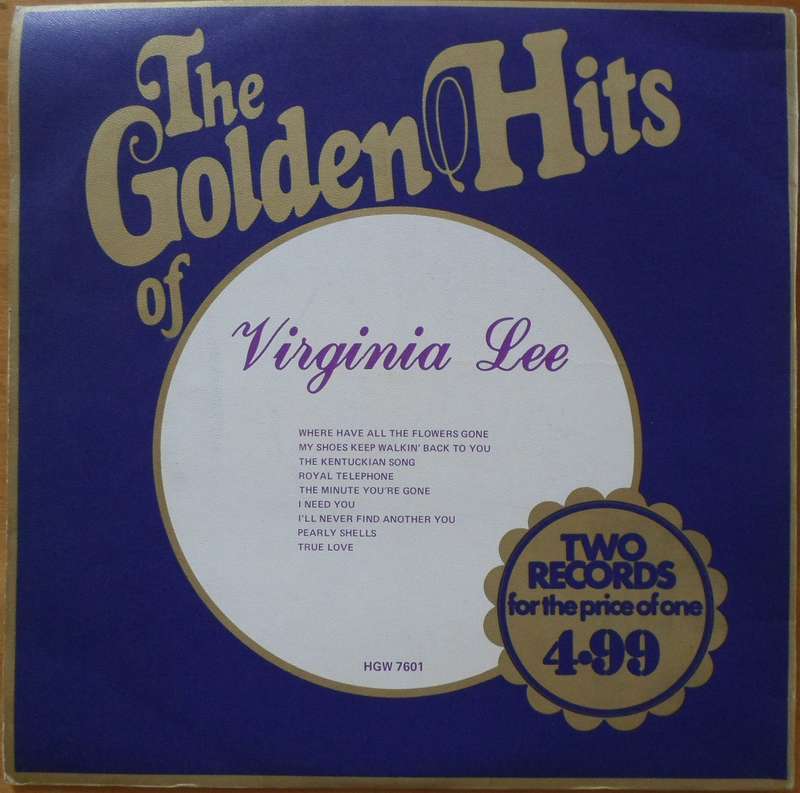 The
Golden Hits
of
Virginia Lee
WHERE HAVE ALL THE FLOWERS GONE
MY SHOES KEEP WALKIN' BACK TO YOU
THE KENTUCKIAN SONG
ROYAL TELEPHONE
THE MINUTE YOU'RE GONE
I NEED YOU
I'LL NEVER FIND ANOTHER YOU
PEARLY SHELLS
TRUE LOVE
HGW 7601
TWO
RECORDS
for the price of one
4·99